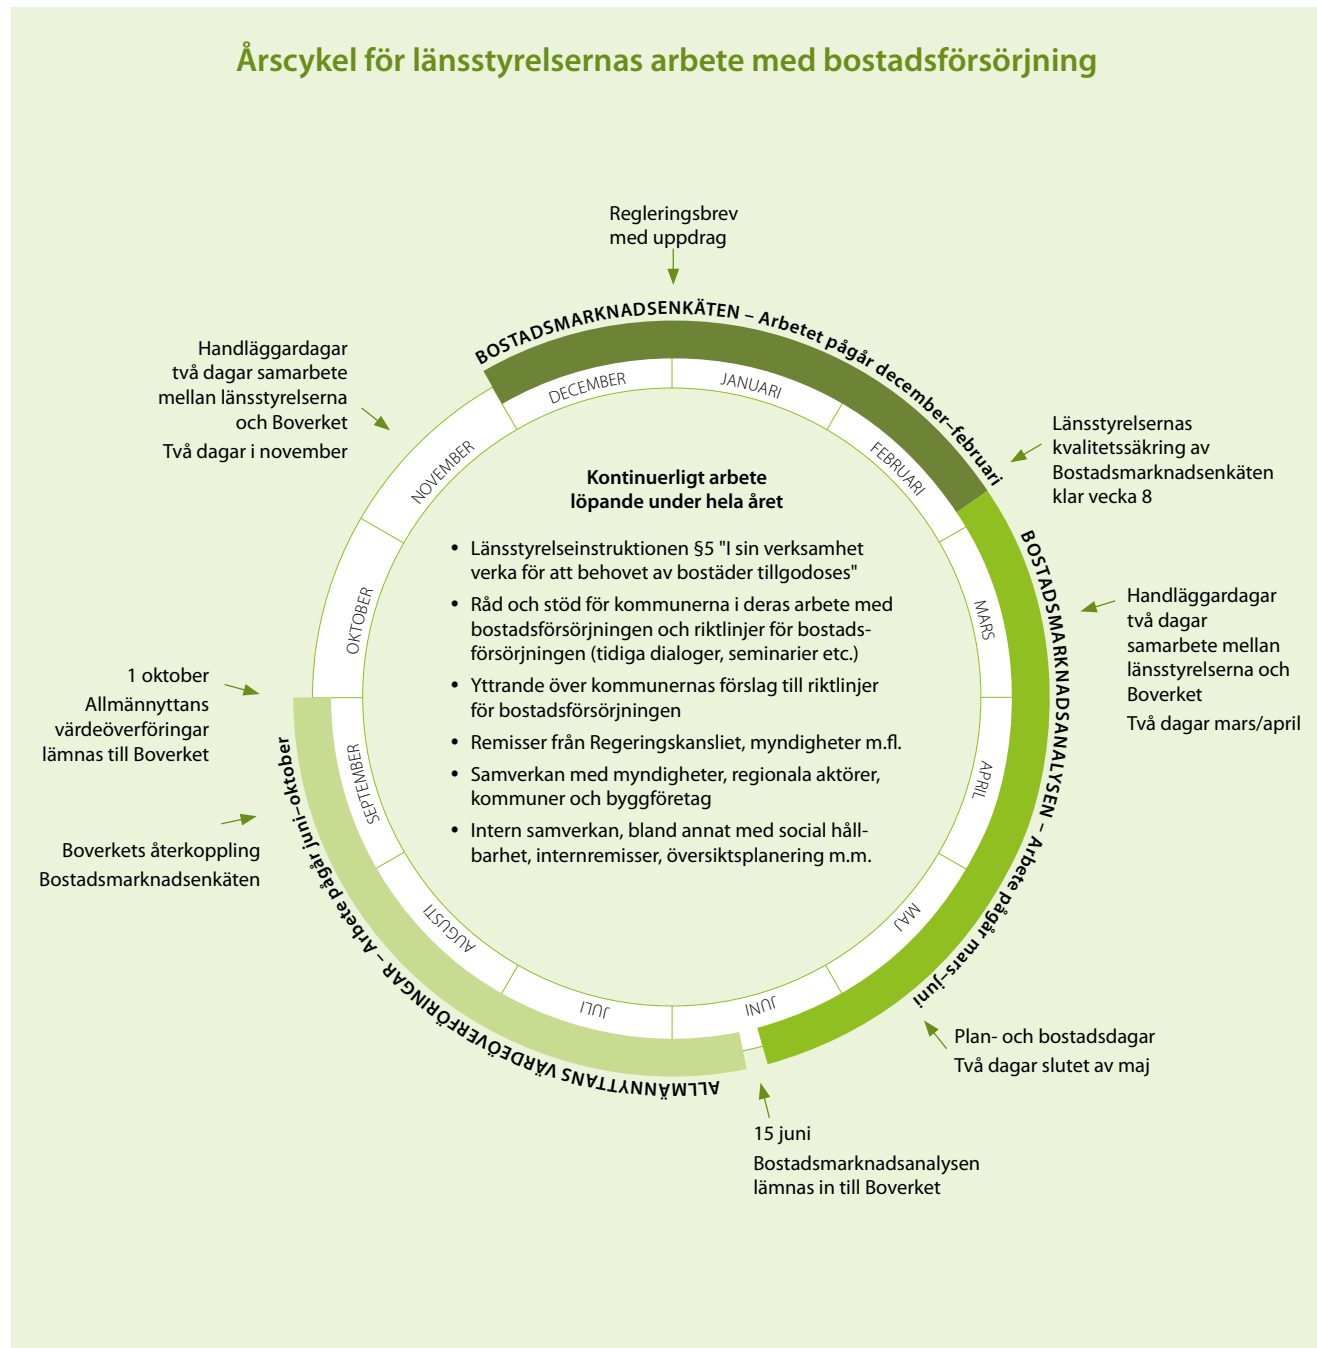 Årscykel för länsstyrelsernas arbete med bostadsförsörjning
Regleringsbrev
med uppdrag
BOSTADSMARKNADSENKÄTEN – Arbetet pågår december–februari
Handläggardagar
två dagar samarbete
mellan länsstyrelserna
och Boverket
Två dagar i november
Länsstyrelsernas
kvalitetssäkring av
Bostadsmarknadsenkäten
klar vecka 8
BOSTADSMARKNADSANALYSEN – Arbete pågår mars–juni
Handläggardagar
två dagar
samarbete mellan
länsstyrelserna och
Boverket
Två dagar mars/april
Plan- och bostadsdagar
Två dagar slutet av maj
15 juni
Bostadsmarknadsanalysen
lämnas in till Boverket
ALLMÄNNYTTANS VÄRDEÖVERFÖRINGAR – Arbete pågår juni–oktober
Boverkets återkoppling
Bostadsmarknadsenkäten
1 oktober
Allmännyttans
värdeöverföringar
lämnas till Boverket
JANUARI
FEBRUARI
MARS
APRIL
MAJ
JUNI
JULI
AUGUSTI
SEPTEMBER
OKTOBER
NOVEMBER
DECEMBER
Kontinuerligt arbete
löpande under hela året
• Länsstyrelseinstruktionen §5 "I sin verksamhet
verka för att behovet av bostäder tillgodoses"
• Råd och stöd för kommunerna i deras arbete med
bostadsförsörjningen och riktlinjer för bostads-
försörjningen (tidiga dialoger, seminarier etc.)
• Yttrande över kommunernas förslag till riktlinjer
för bostadsförsörjningen
• Remisser från Regeringskansliet, myndigheter m.fl.
• Samverkan med myndigheter, regionala aktörer,
kommuner och byggföretag
• Intern samverkan, bland annat med social håll-
barhet, internremisser, översiktsplanering m.m.